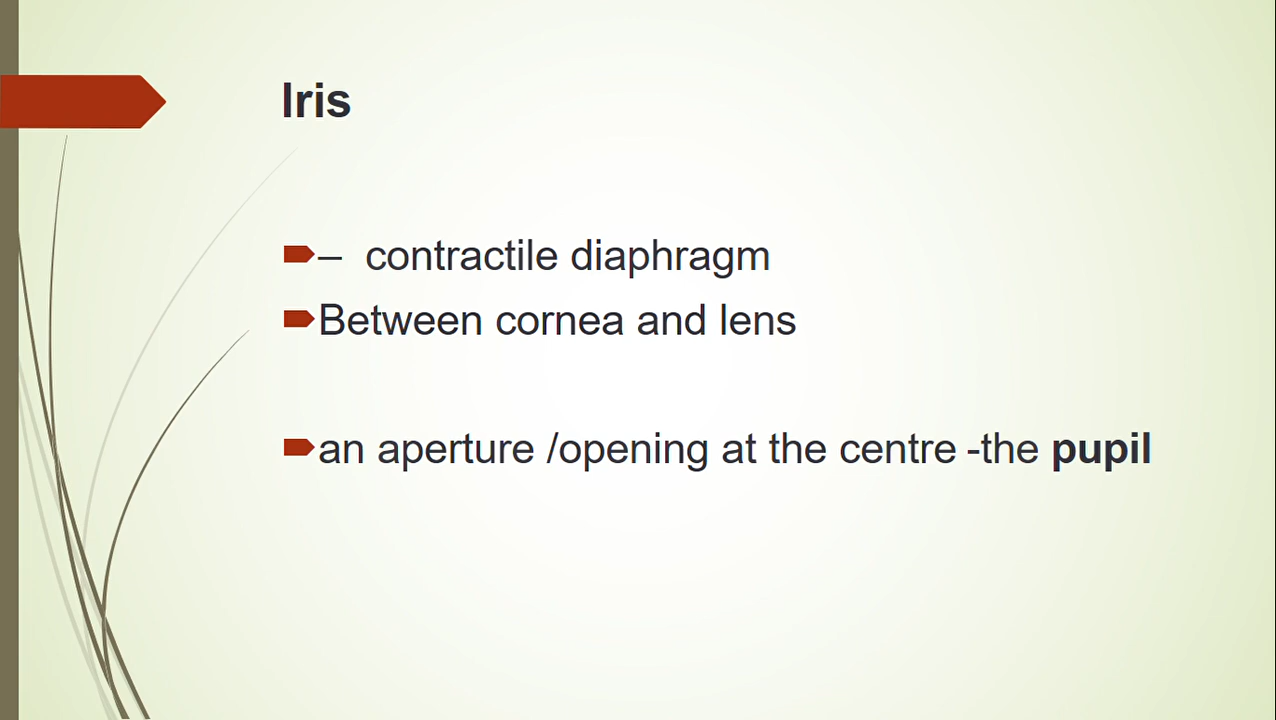 Iris
– contractile diaphragm
Between cornea and lens
an aperture /opening at the centre -the pupil